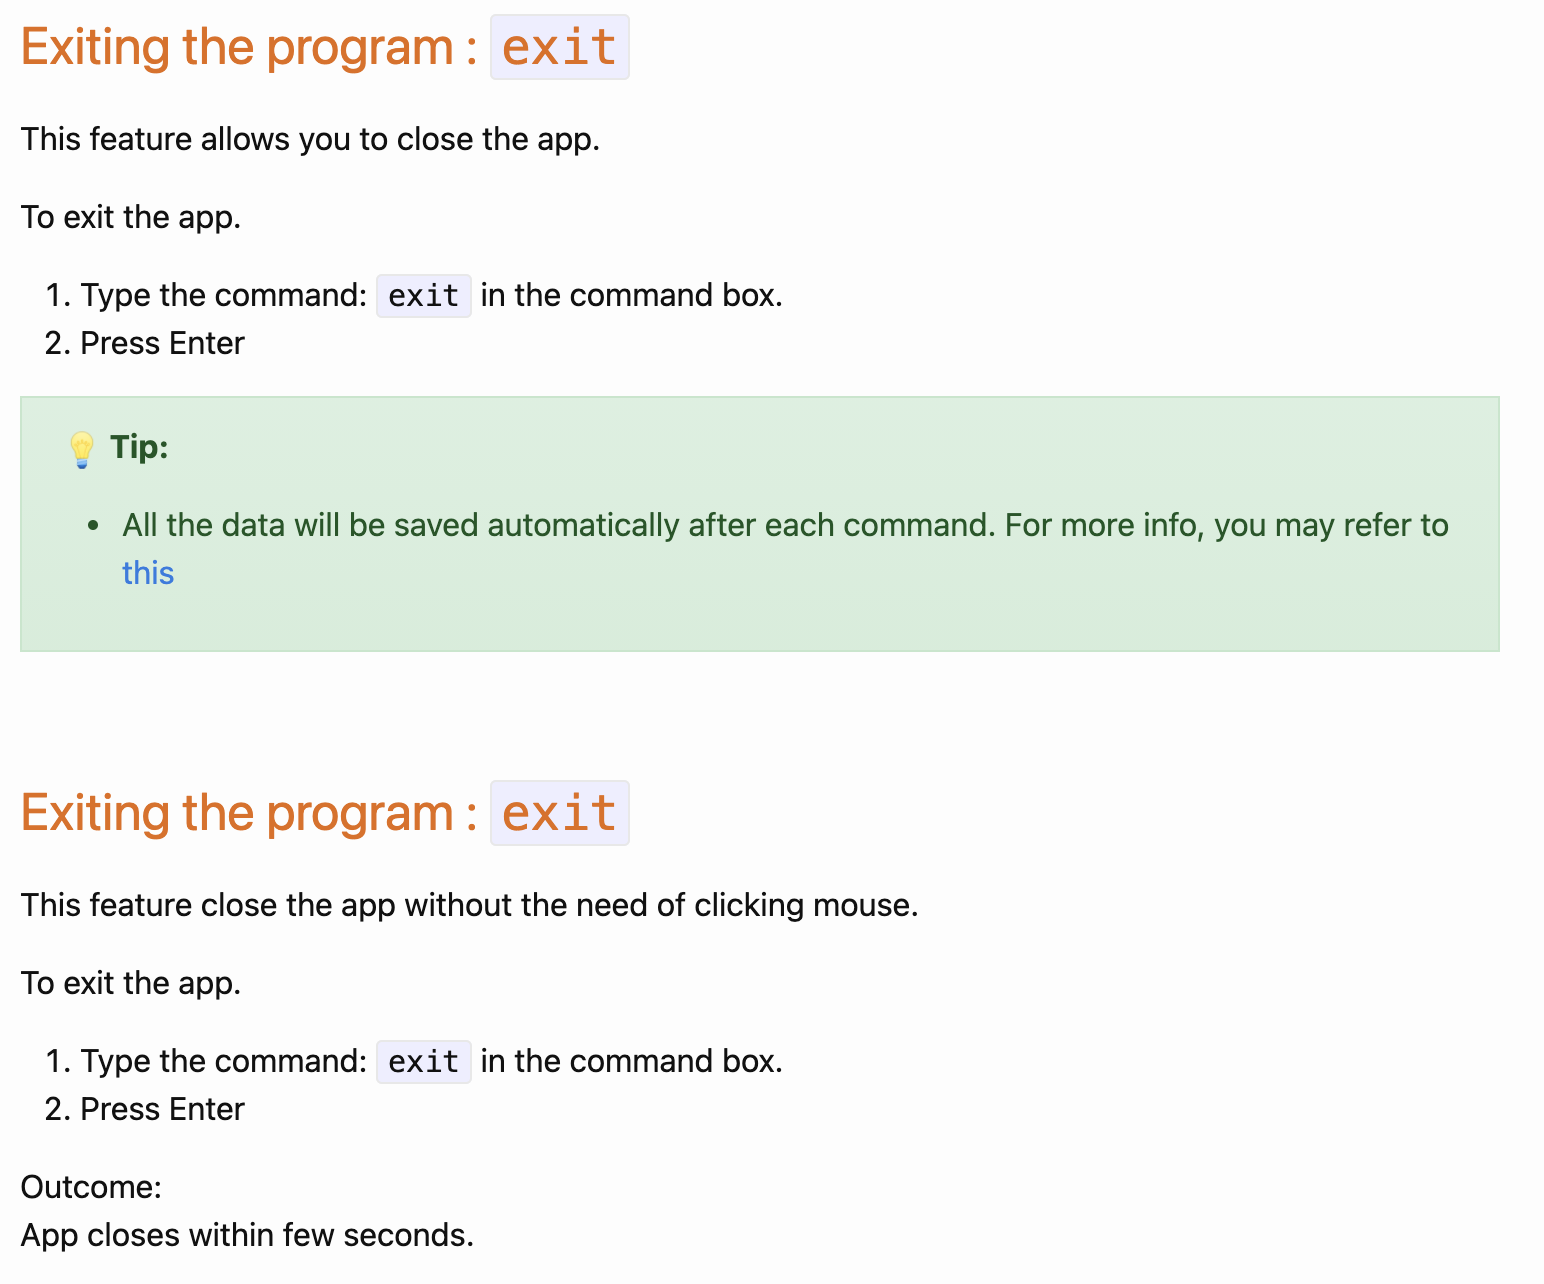 Exiting the program : exit
This feature allows you to close the app.
To exit the app.
1. Type the command: exit in the command box.
2. Press Enter
💡 Tip:
• All the data will be saved automatically after each command. For more info, you may refer to
this
Exiting the program : exit
This feature close the app without the need of clicking mouse.
To exit the app.
1. Type the command: exit in the command box.
2. Press Enter
Outcome:
App closes within few seconds.